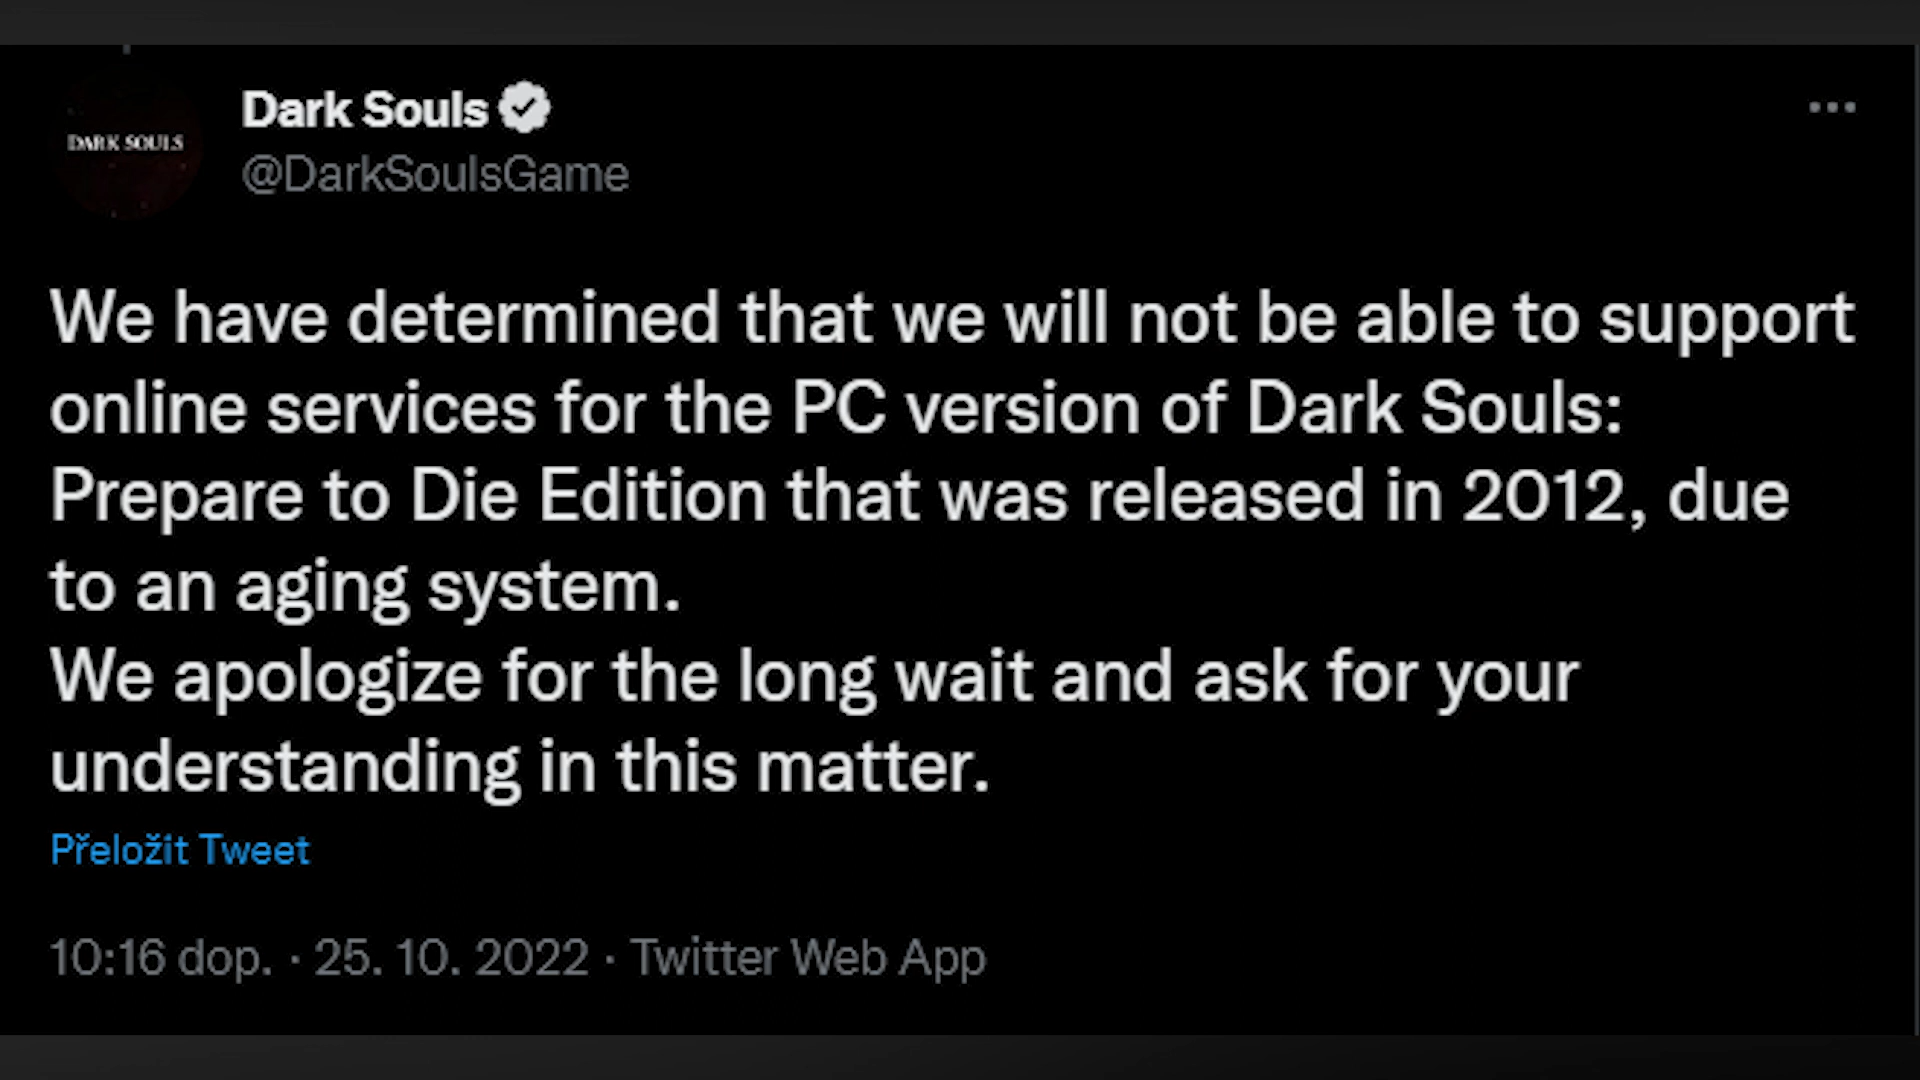 DARK SOULS
Dark Souls
@DarkSoulsGame
We have determined that we will not be able to support
online services for the PC version of Dark Souls:
Prepare to Die Edition that was released in 2012, due
to an aging system.
We apologize for the long wait and ask for your
understanding in this matter.
Přeložit Tweet
10:16 dop. · 25. 10. 2022 · Twitter Web App